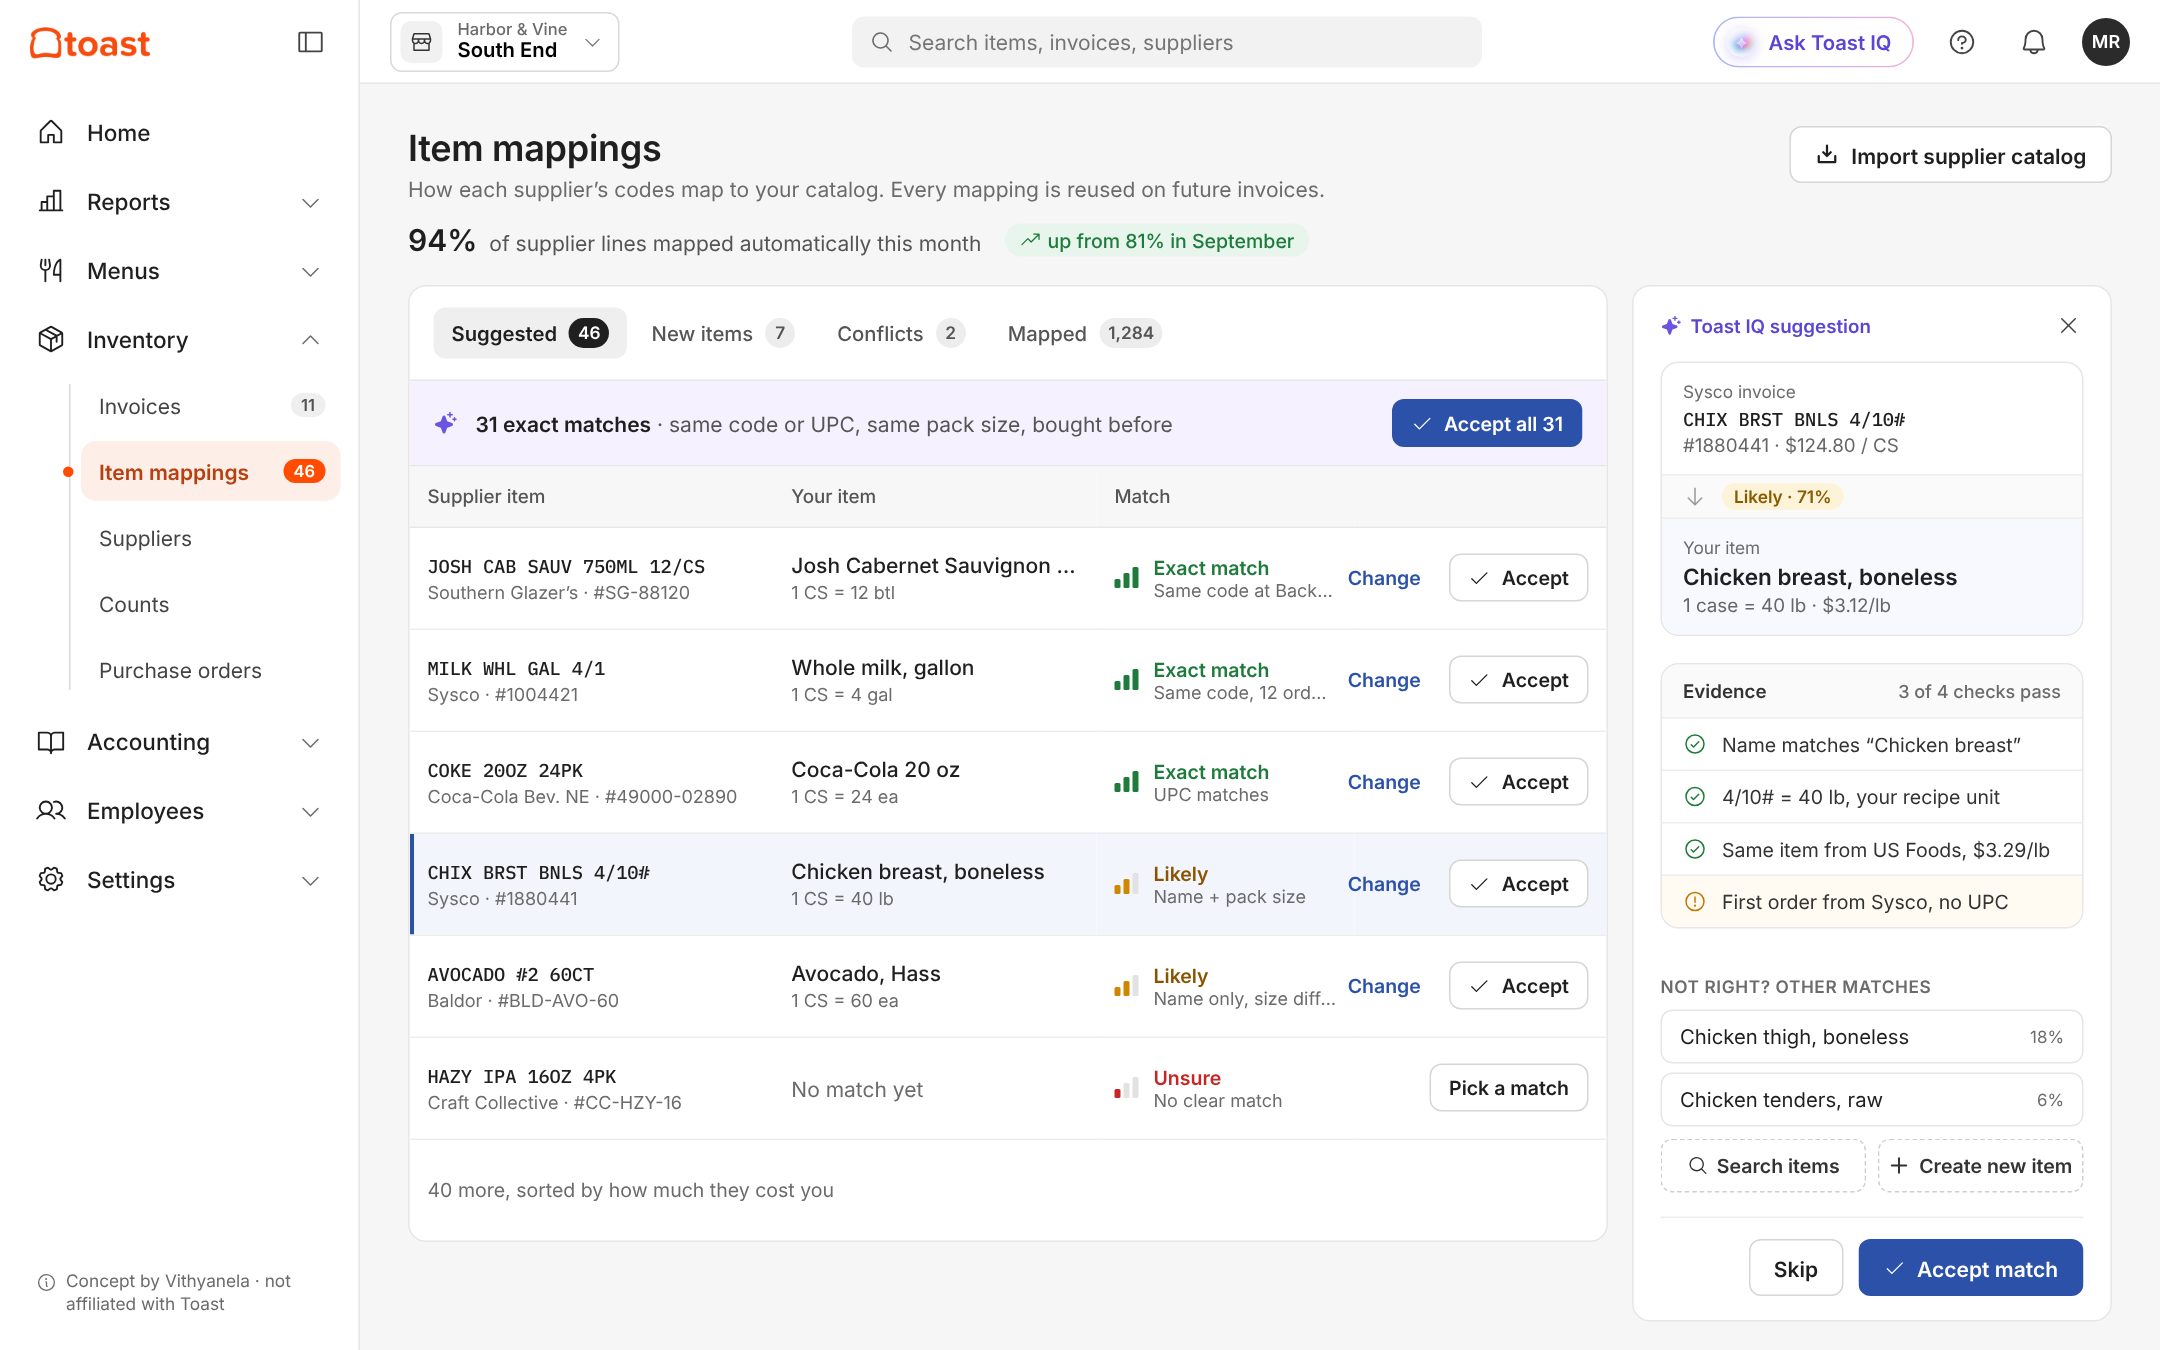 toast
Harbor & Vine
South End
Search items, invoices, suppliers
Ask Toast IQ
MR
Home
Reports
Menus
Inventory
Invoices 11
Item mappings 46
Suppliers
Counts
Purchase orders
Accounting
Employees
Settings
Concept by Vithyanela · not
affiliated with Toast
Item mappings
How each supplier’s codes map to your catalog. Every mapping is reused on future invoices.
94% of supplier lines mapped automatically this month up from 81% in September
Import supplier catalog
Suggested 46 New items 7 Conflicts 2 Mapped 1,284
31 exact matches · same code or UPC, same pack size, bought before Accept all 31
Supplier item Your item Match
JOSH CAB SAUV 750ML 12/CS Josh Cabernet Sauvignon ... Exact match Change Accept
Southern Glazer’s · #SG-88120 1 CS = 12 btl Same code at Back...
MILK WHL GAL 4/1 Whole milk, gallon Exact match Change Accept
Sysco · #1004421 1 CS = 4 gal Same code, 12 ord...
COKE 20OZ 24PK Coca-Cola 20 oz Exact match Change Accept
Coca-Cola Bev. NE · #49000-02890 1 CS = 24 ea UPC matches
CHIX BRST BNLS 4/10# Chicken breast, boneless Likely Change Accept
Sysco · #1880441 1 CS = 40 lb Name + pack size
AVOCADO #2 60CT Avocado, Hass Likely Change Accept
Baldor · #BLD-AVO-60 1 CS = 60 ea Name only, size diff...
HAZY IPA 16OZ 4PK No match yet Unsure Pick a match
Craft Collective · #CC-HZY-16 No clear match
40 more, sorted by how much they cost you
Toast IQ suggestion
Sysco invoice
CHIX BRST BNLS 4/10#
#1880441 · $124.80 / CS
Likely · 71%
Your item
Chicken breast, boneless
1 case = 40 lb · $3.12/lb
Evidence 3 of 4 checks pass
Name matches “Chicken breast”
4/10# = 40 lb, your recipe unit
Same item from US Foods, $3.29/lb
First order from Sysco, no UPC
NOT RIGHT? OTHER MATCHES
Chicken thigh, boneless 18%
Chicken tenders, raw 6%
Search items Create new item
Skip Accept match